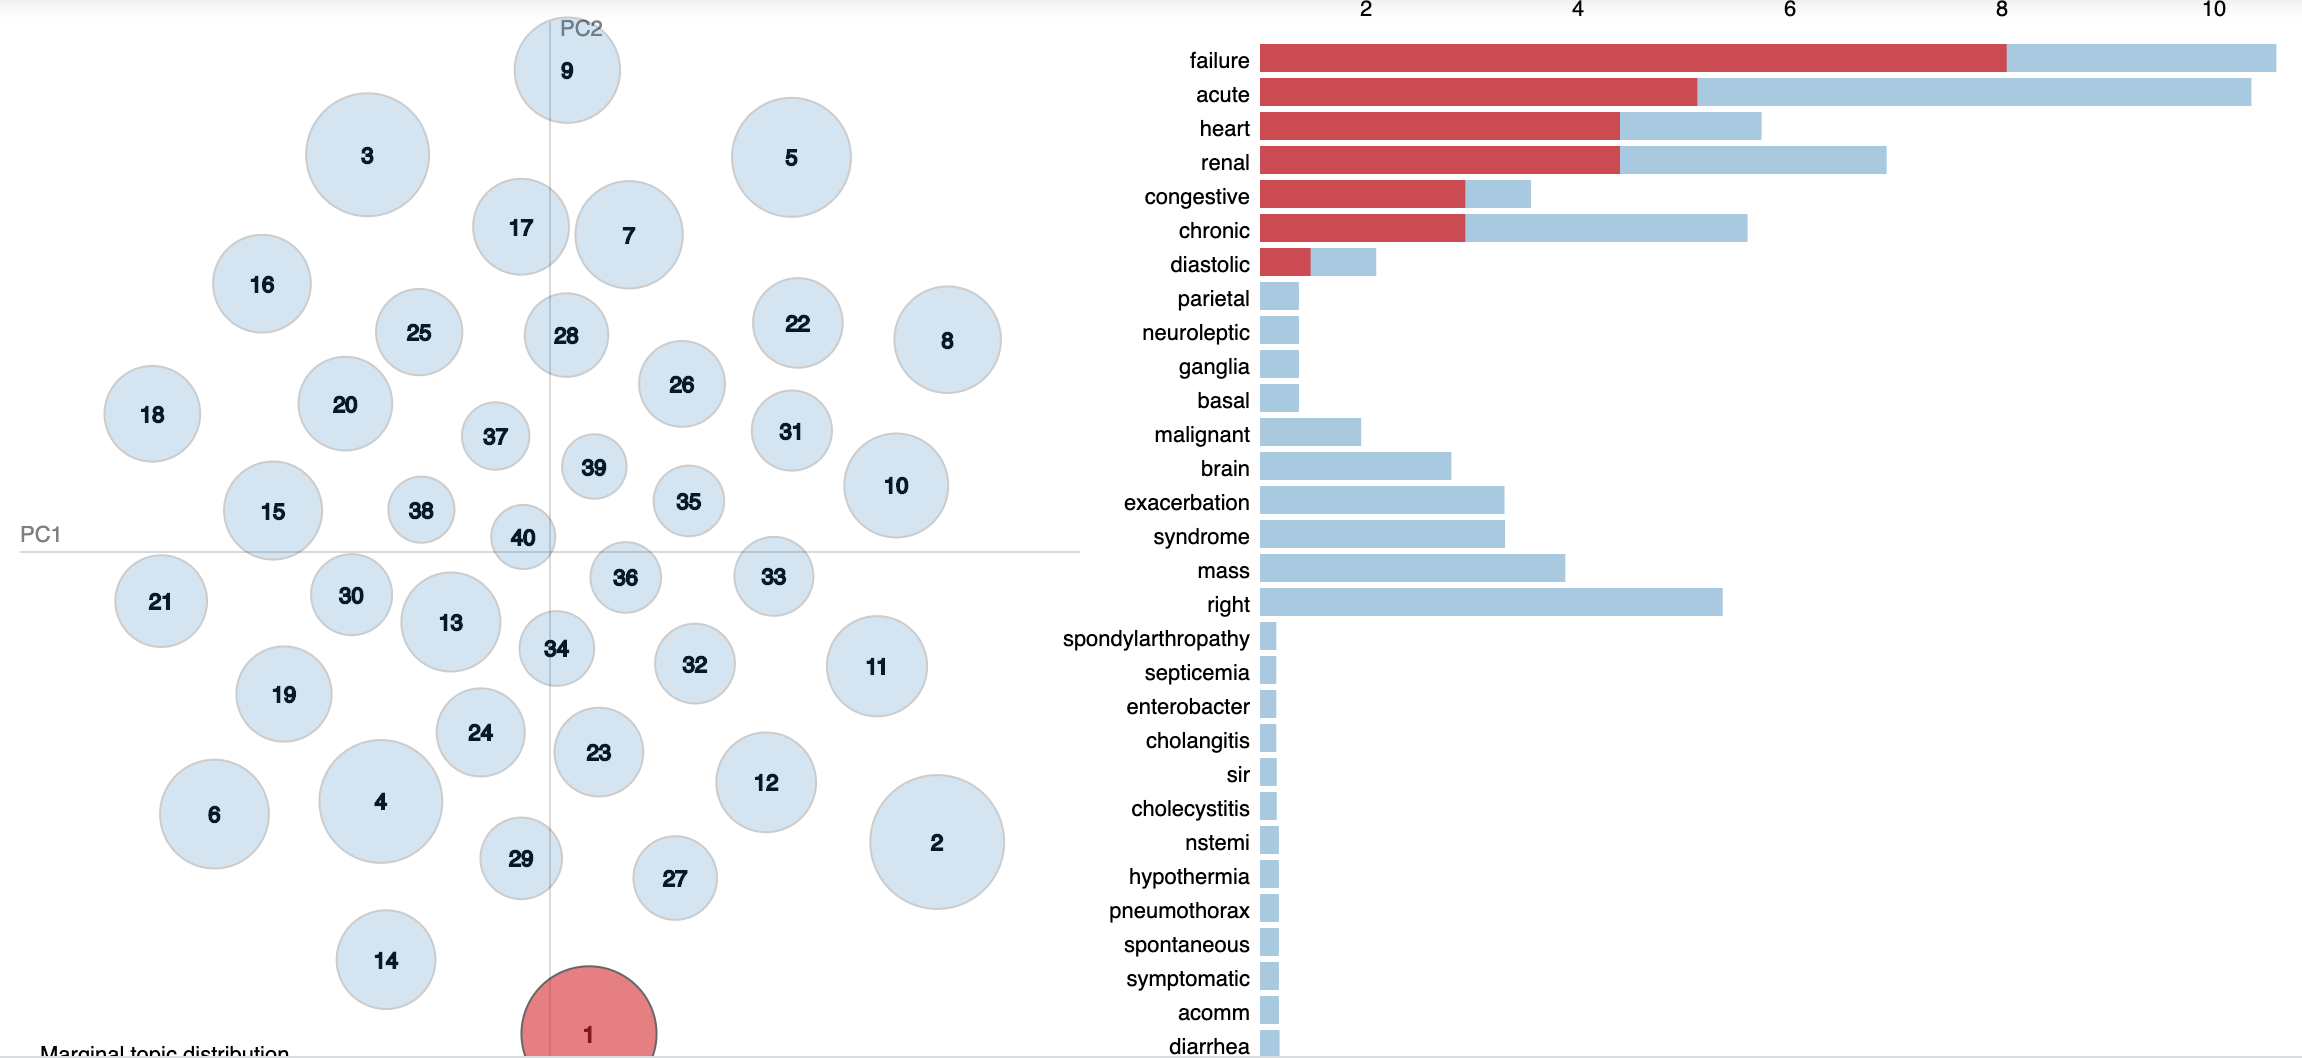 PC2
9
3
5
17
7
16
25
28
22
8
26
18
20
37
31
39
10
15
38
35
40
PC1
21
30
13
36
33
34
32
11
19
24
23
12
6
4
2
29
27
14
1
Marginal topic distribution
2 4 6 8 10
failure
acute
heart
renal
congestive
chronic
diastolic
parietal
neuroleptic
ganglia
basal
malignant
brain
exacerbation
syndrome
mass
right
spondylarthropathy
septicemia
enterobacter
cholangitis
sir
cholecystitis
nstemi
hypothermia
pneumothorax
spontaneous
symptomatic
acomm
diarrhea